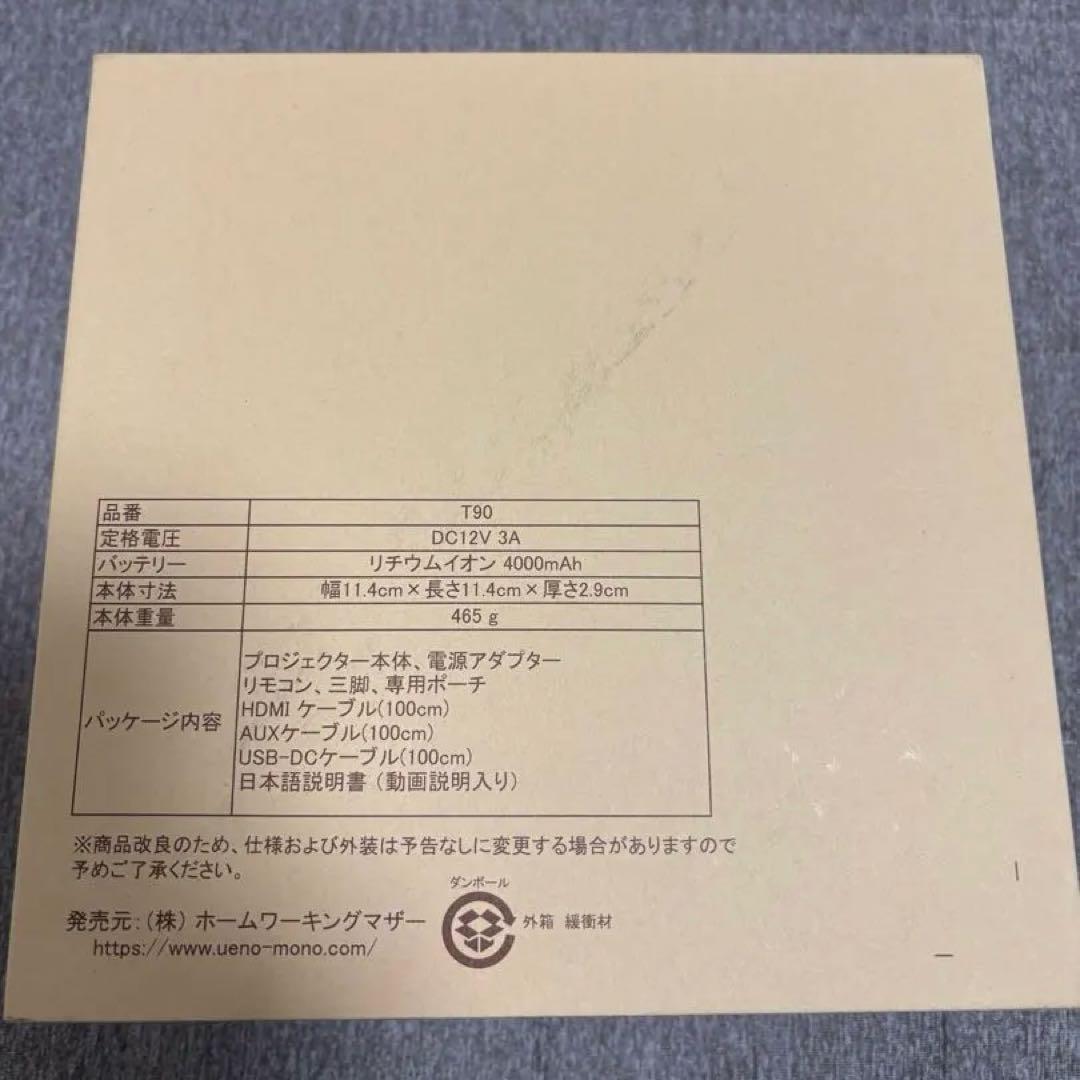 品番 T90
定格電圧 DC12V 3A
バッテリー リチウムイオン 4000mAh
本体寸法 幅11.4cm×長さ11.4cm×厚さ2.9cm
本体重量 465 g
パッケージ内容
プロジェクター本体、電源アダプター
リモコン、三脚、専用ポーチ
HDMI ケーブル(100cm)
AUXケーブル(100cm)
USB-DCケーブル(100cm)
日本語説明書（動画説明入り）
※商品改良のため、仕様および外装は予告なしに変更する場合がありますので
予めご了承ください。
ダンボール
外箱 緩衝材
発売元：（株）ホームワーキングマザー
https://www.ueno-mono.com/